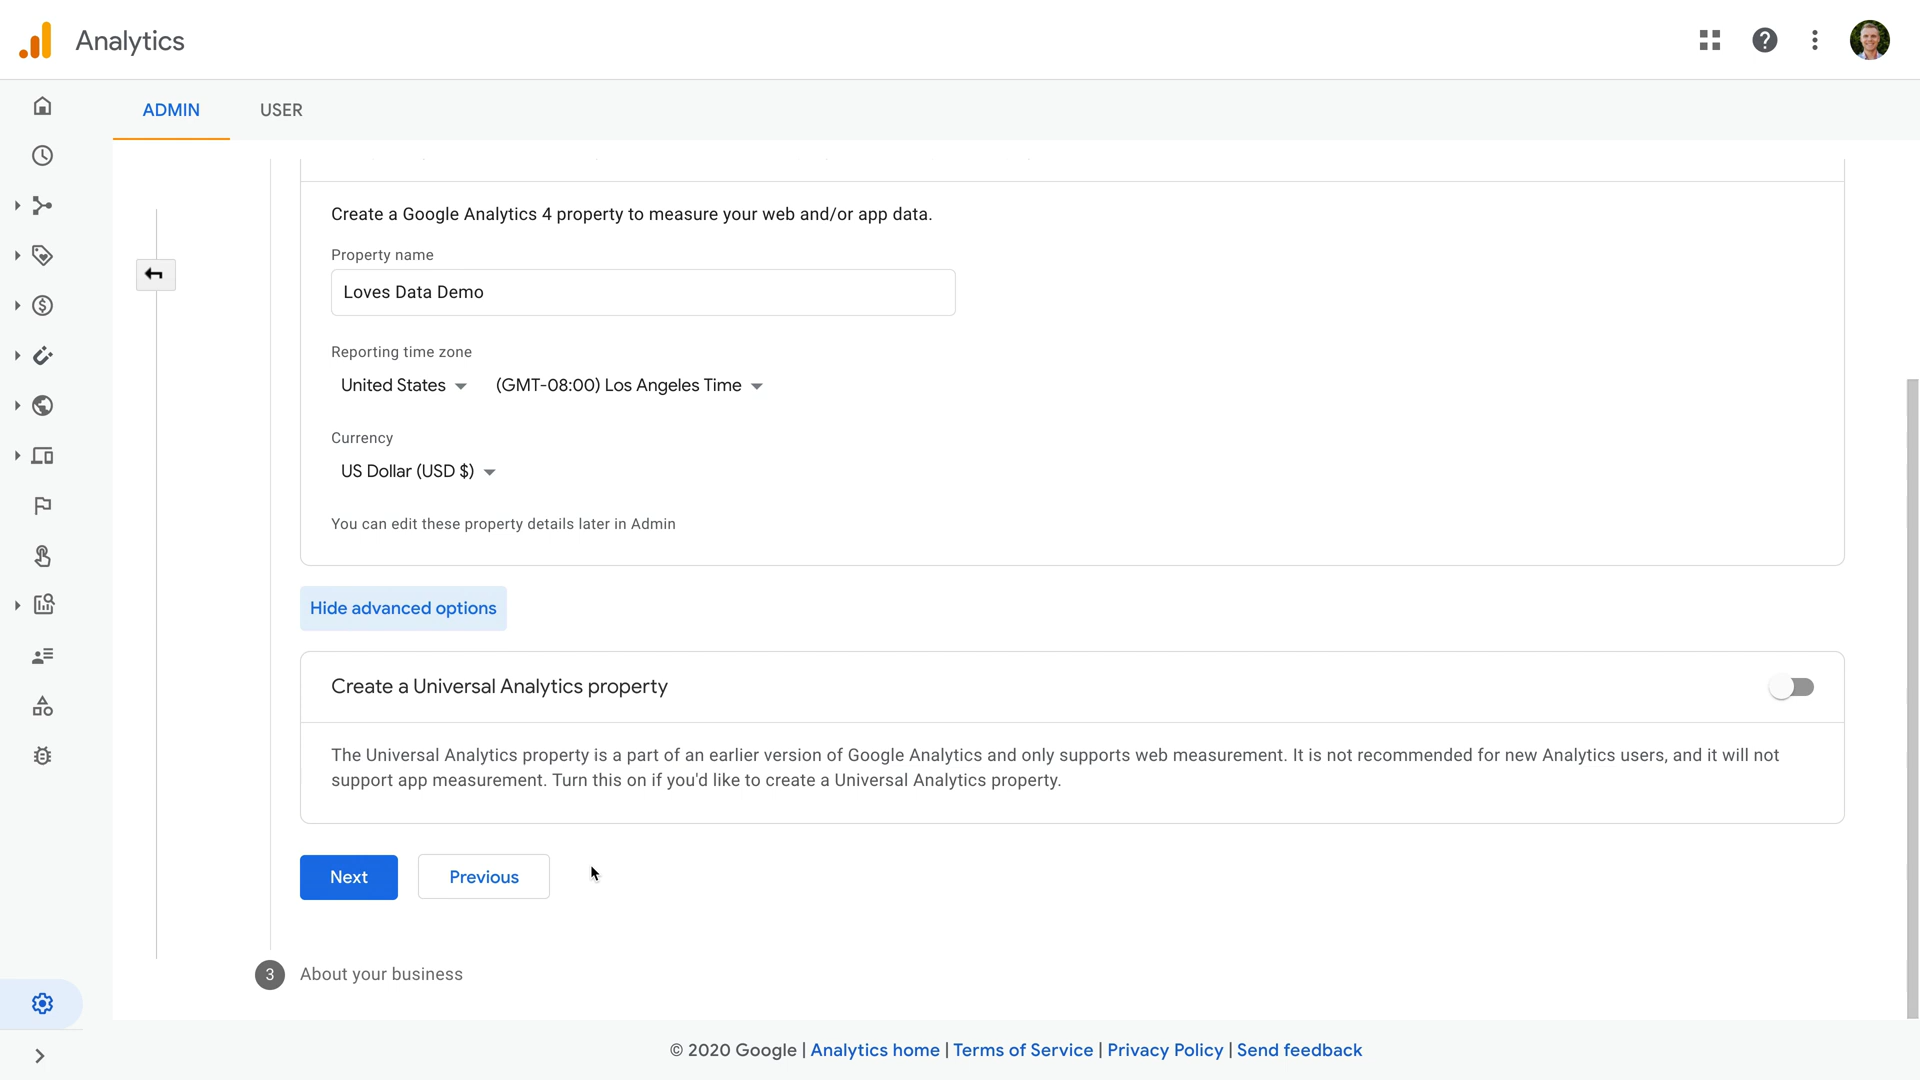 Analytics
ADMIN USER
Create a Google Analytics 4 property to measure your web and/or app data.
Property name
Loves Data Demo
Reporting time zone
United States (GMT-08:00) Los Angeles Time
Currency
US Dollar (USD $)
You can edit these property details later in Admin
Hide advanced options
Create a Universal Analytics property
The Universal Analytics property is a part of an earlier version of Google Analytics and only supports web measurement. It is not recommended for new Analytics users, and it will not
support app measurement. Turn this on if you'd like to create a Universal Analytics property.
Next Previous
3 About your business
© 2020 Google | Analytics home | Terms of Service | Privacy Policy | Send feedback